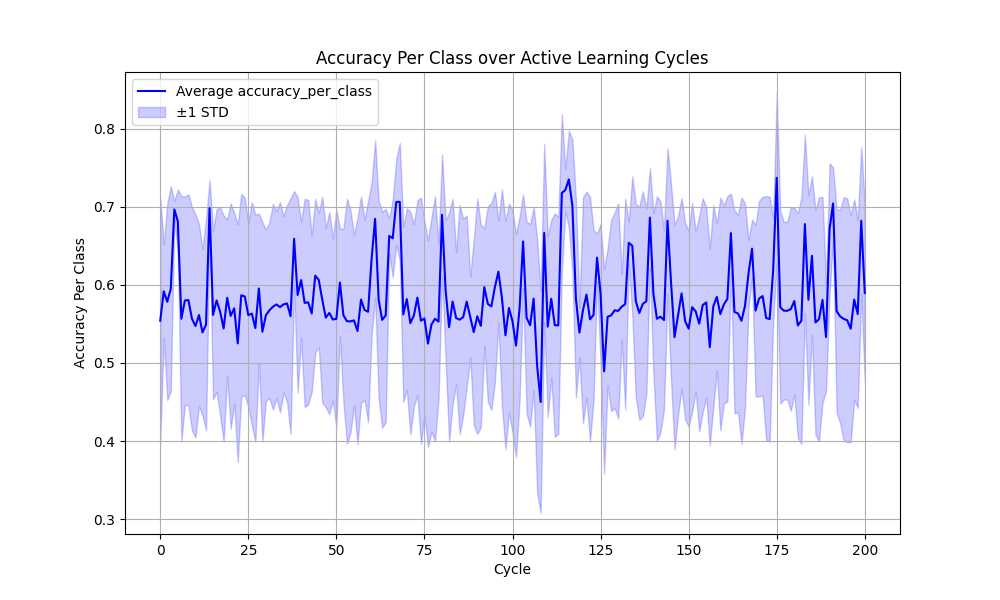 Accuracy Per Class over Active Learning Cycles
Average accuracy_per_class
±1 STD
Accuracy Per Class
0.8
0.7
0.6
0.5
0.4
0.3
0 25 50 75 100 125 150 175 200
Cycle